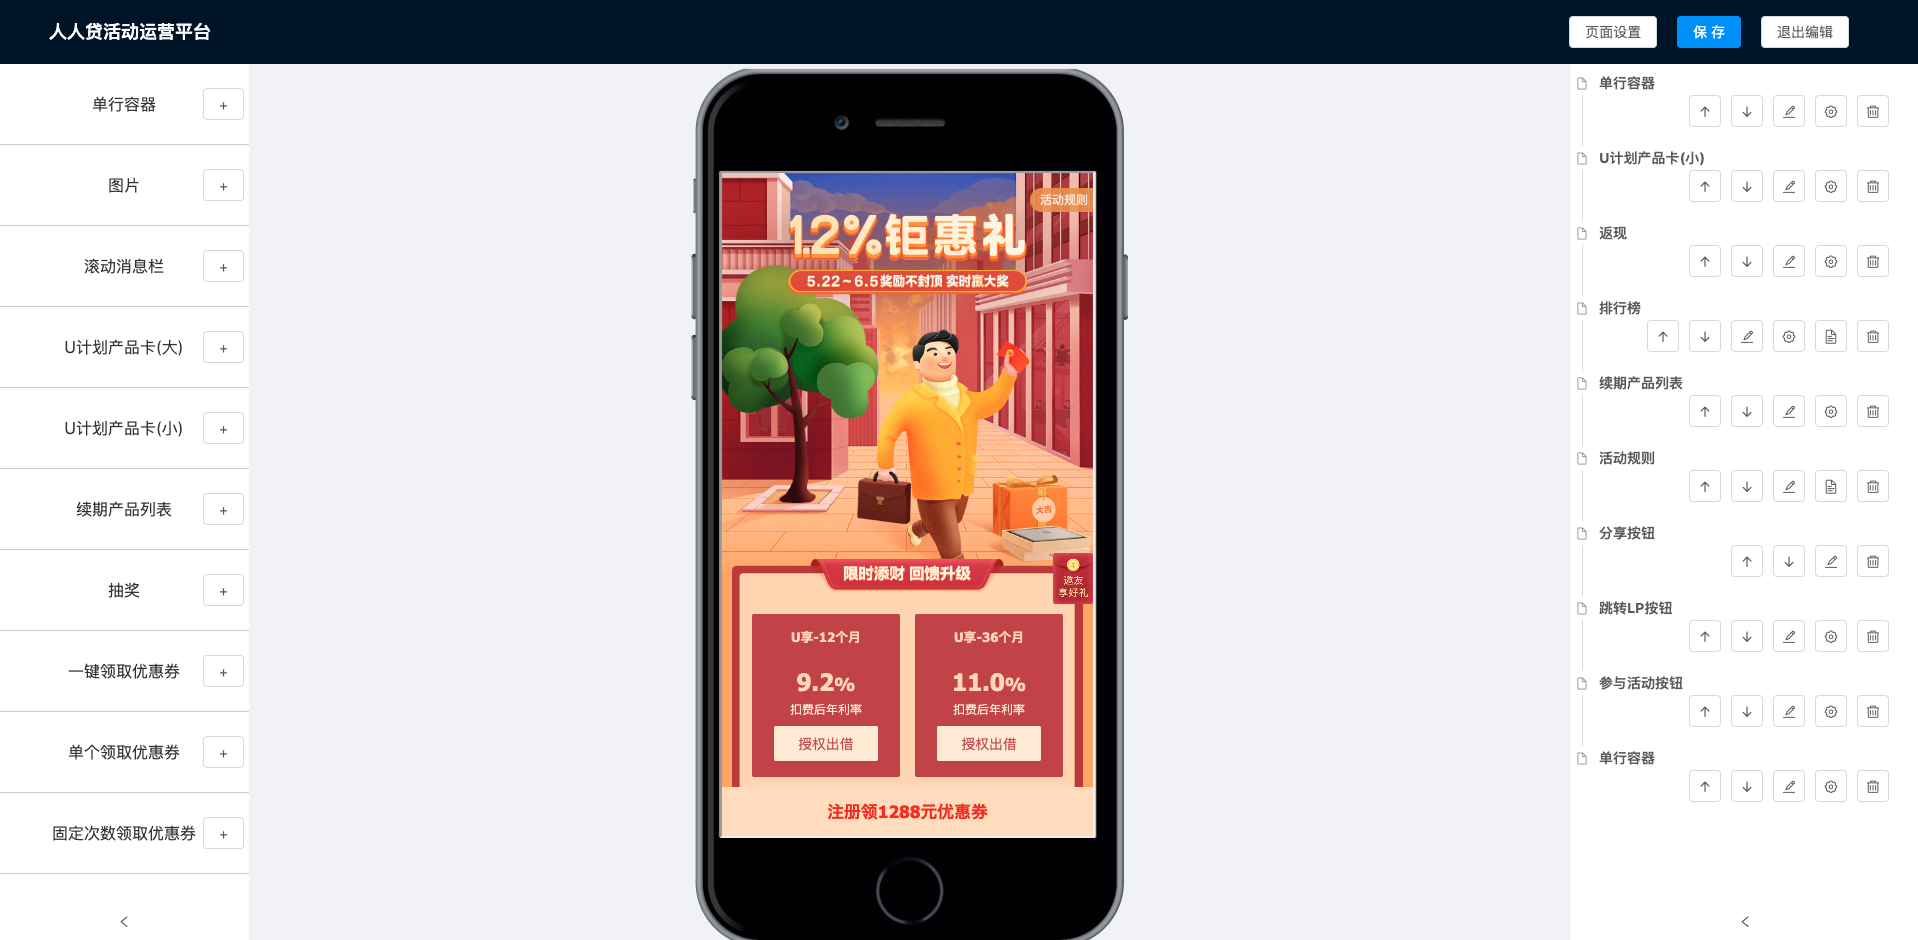 人人贷活动运营平台
页面设置
保 存
退出编辑
单行容器
+
图片
+
滚动消息栏
+
U计划产品卡(大)
+
U计划产品卡(小)
+
续期产品列表
+
抽奖
+
一键领取优惠券
+
单个领取优惠券
+
固定次数领取优惠券
+
活动规则
1.2%钜惠礼
5.22~6.5奖励不封顶 实时赢大奖
大吉
限时添财 回馈升级
邀友
享好礼
U享-12个月
9.2%
扣费后年利率
授权出借
U享-36个月
11.0%
扣费后年利率
授权出借
注册领1288元优惠券
单行容器
U计划产品卡(小)
返现
排行榜
续期产品列表
活动规则
分享按钮
跳转LP按钮
参与活动按钮
单行容器